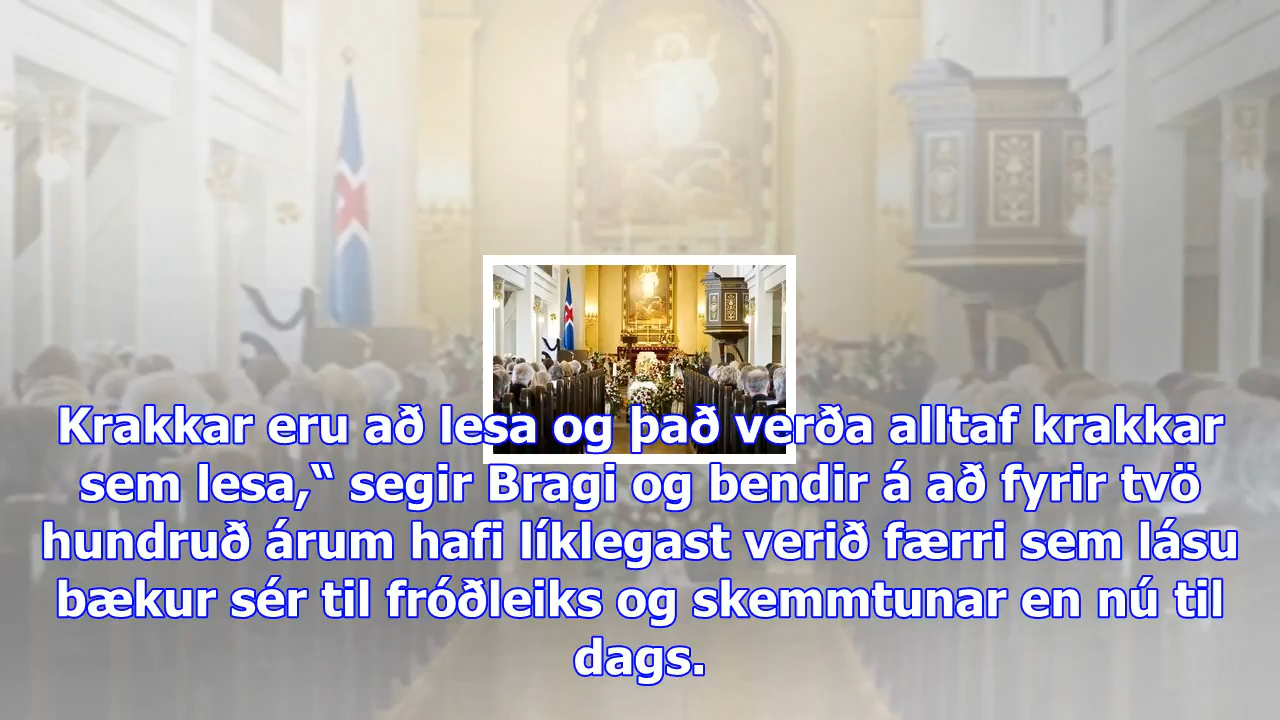 Krakkar eru að lesa og það verða alltaf krakkar
sem lesa,“ segir Bragi og bendir á að fyrir tvö
hundruð árum hafi líklegast verið færri sem lásu
bækur sér til fróðleiks og skemmtunar en nú til
dags.